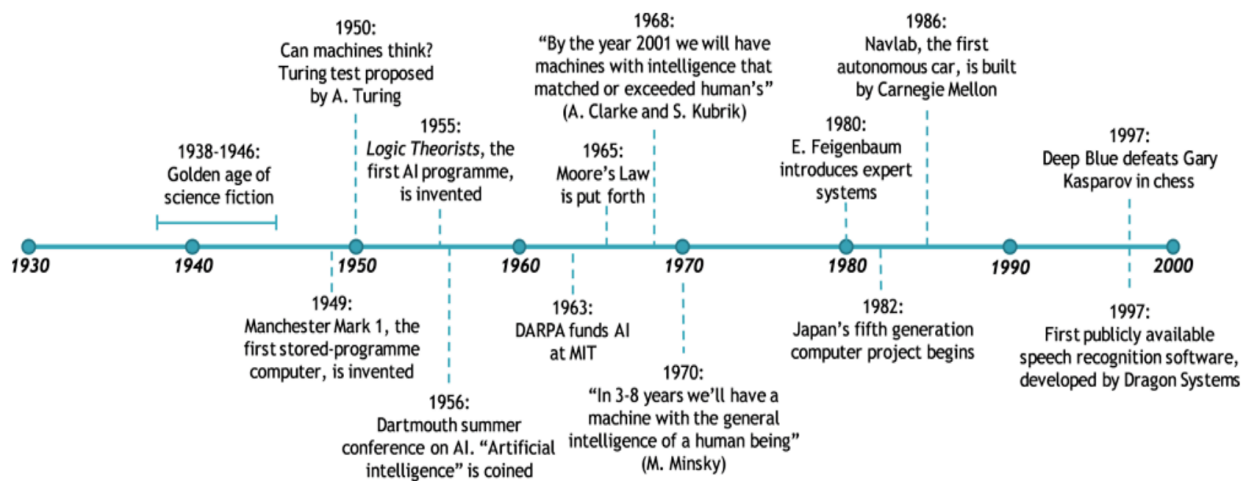 1938-1946:
Golden age of
science fiction
1950:
Can machines think?
Turing test proposed
by A. Turing
1955:
Logic Theorists, the
first AI programme,
is invented
1965:
Moore's Law
is put forth
1968:
“By the year 2001 we will have
machines with intelligence that
matched or exceeded human's”
(A. Clarke and S. Kubrik)
1980:
E. Feigenbaum
introduces expert
systems
1986:
Navlab, the first
autonomous car, is built
by Carnegie Mellon
1997:
Deep Blue defeats Gary
Kasparov in chess
1930 1940 1950 1960 1970 1980 1990 2000
1949:
Manchester Mark 1, the
first stored-programme
computer, is invented
1956:
Dartmouth summer
conference on AI. “Artificial
intelligence” is coined
1963:
DARPA funds AI
at MIT
1970:
“In 3-8 years we'll have a
machine with the general
intelligence of a human being”
(M. Minsky)
1982:
Japan's fifth generation
computer project begins
1997:
First publicly available
speech recognition software,
developed by Dragon Systems